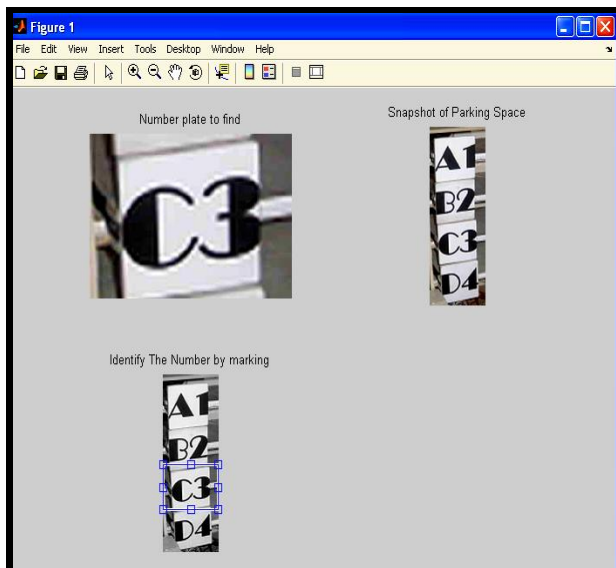 Figure 1
File Edit View Insert Tools Desktop Window Help
Number plate to find
C3
Snapshot of Parking Space
A1
B2
C3
D4
Identify The Number by marking
A1
B2
C3
D4